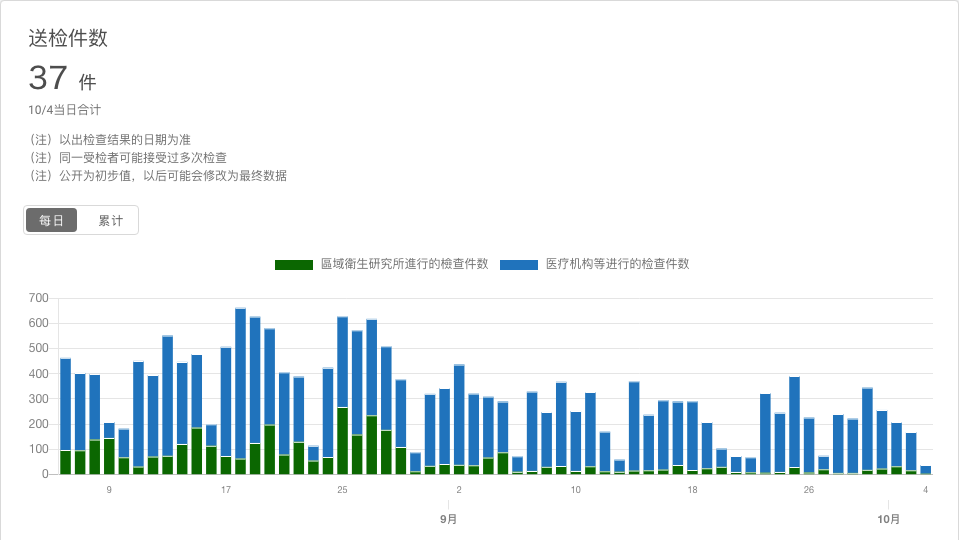 送检件数
37 件
10/4当日合计
（注）以出检查结果的日期为准
（注）同一受检者可能接受过多次检查
（注）公开为初步值，以后可能会修改为最终数据
每日 累计
區域衛生研究所進行的檢查件数 医疗机构等进行的检查件数
700
600
500
400
300
200
100
0
9 17 25 2 10 18 26 4
9月 10月